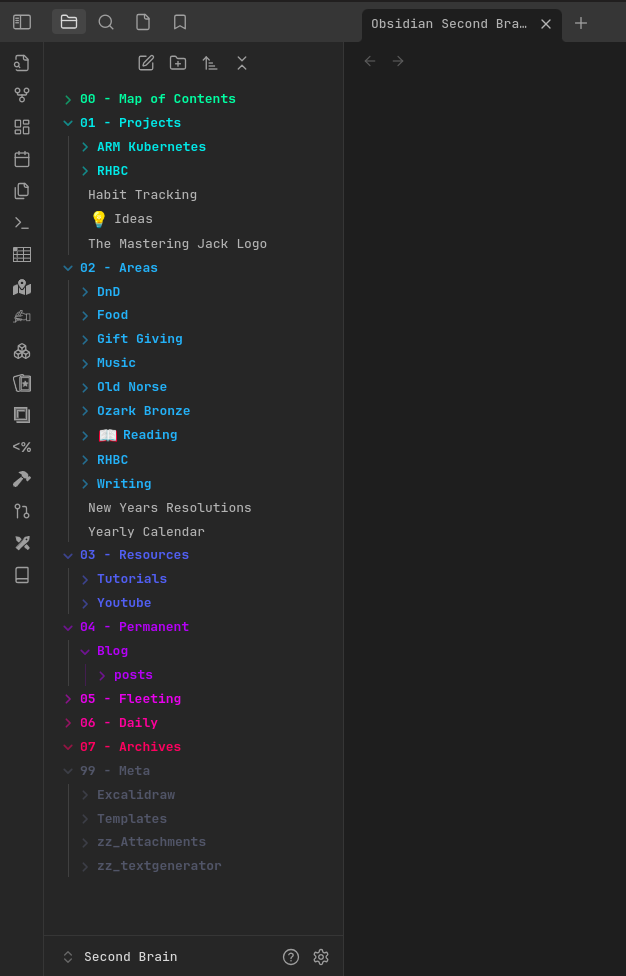 Obsidian Second Bra…
00 - Map of Contents
01 - Projects
ARM Kubernetes
RHBC
Habit Tracking
💡 Ideas
The Mastering Jack Logo
02 - Areas
DnD
Food
Gift Giving
Music
Old Norse
Ozark Bronze
📖 Reading
RHBC
Writing
New Years Resolutions
Yearly Calendar
03 - Resources
Tutorials
Youtube
04 - Permanent
Blog
posts
05 - Fleeting
06 - Daily
07 - Archives
99 - Meta
Excalidraw
Templates
zz_Attachments
zz_textgenerator
<%
Second Brain